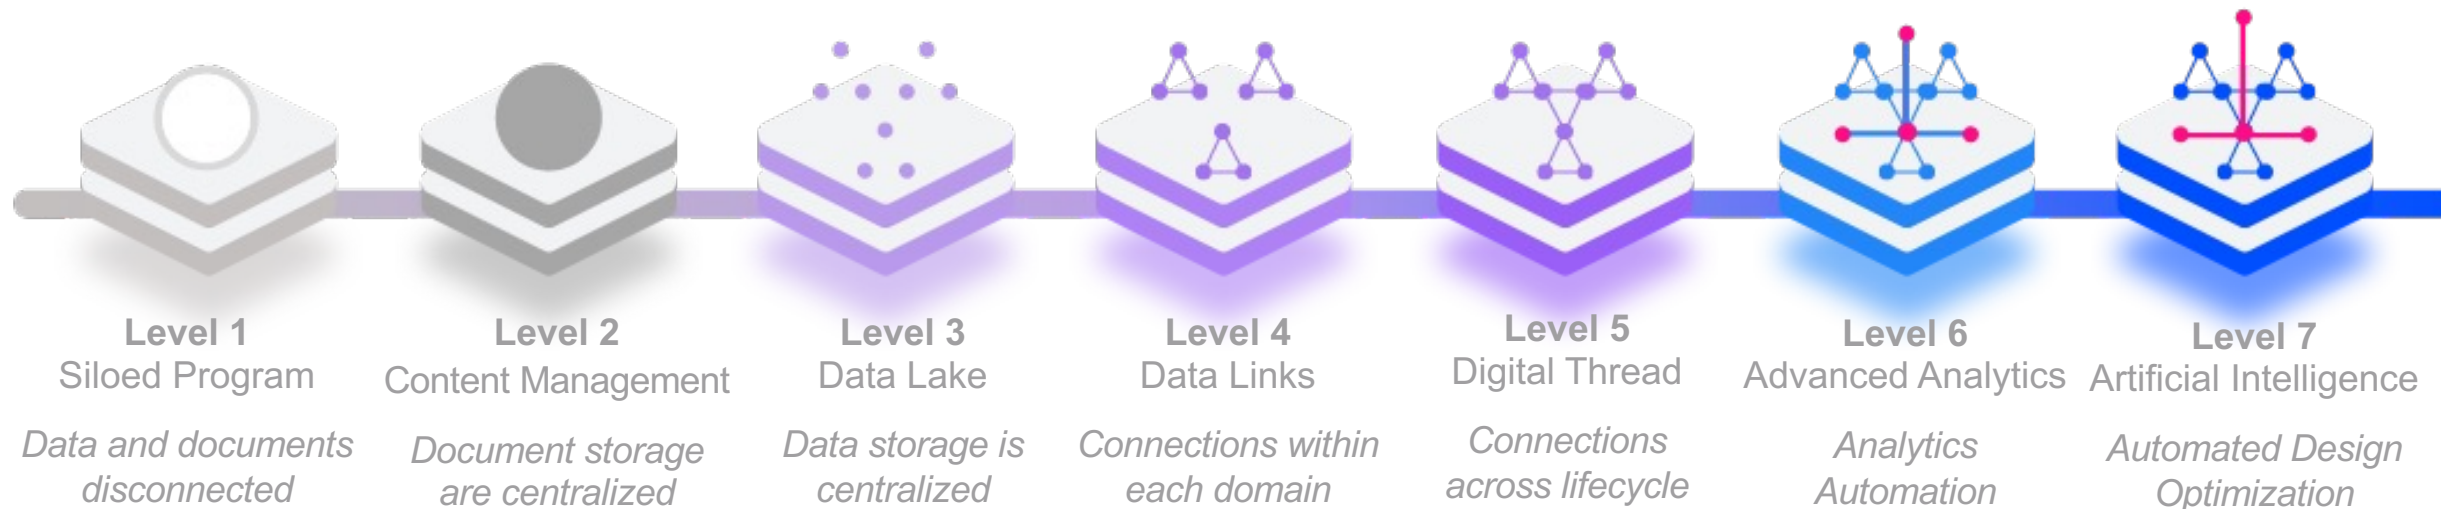 Level 1
Siloed Program
Data and documents
disconnected
Level 2
Content Management
Document storage
are centralized
Level 3
Data Lake
Data storage is
centralized
Level 4
Data Links
Connections within
each domain
Level 5
Digital Thread
Connections
across lifecycle
Level 6
Advanced Analytics
Analytics
Automation
Level 7
Artificial Intelligence
Automated Design
Optimization